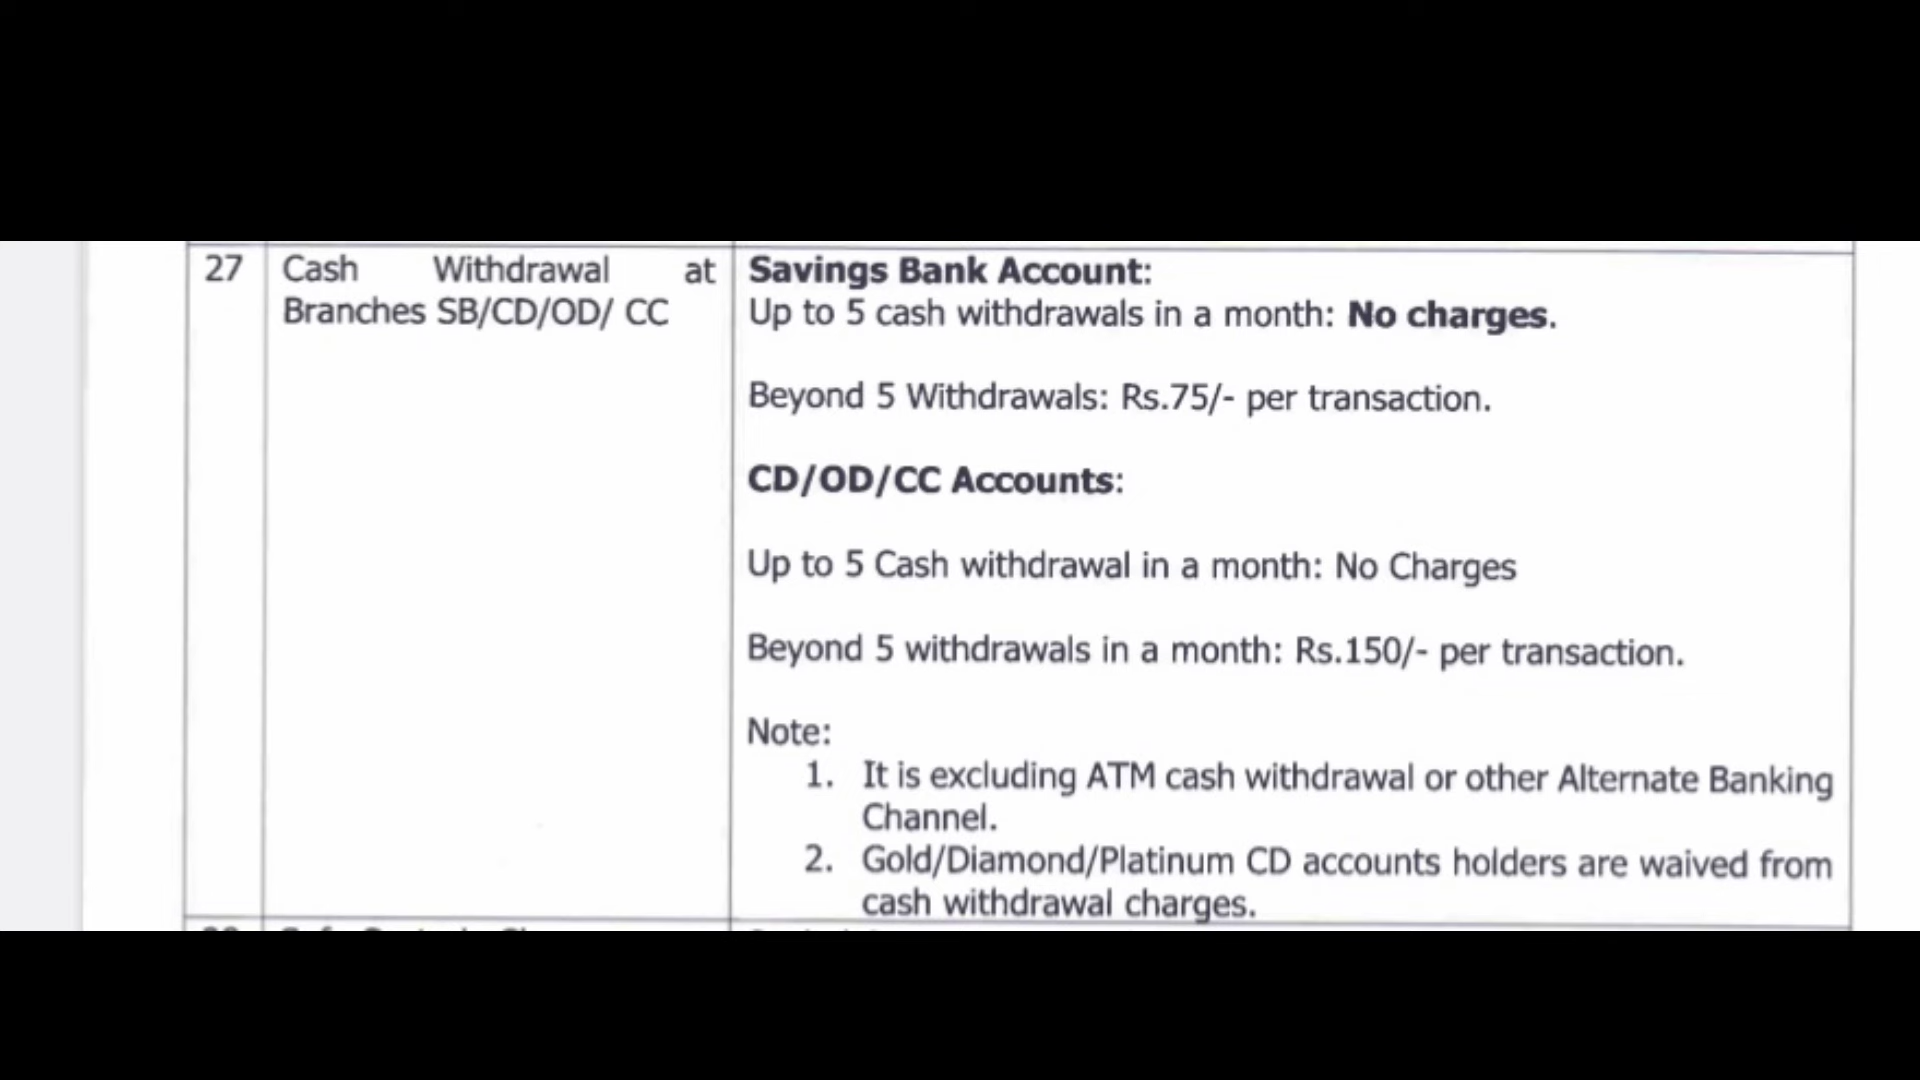 27 Cash Withdrawal at Savings Bank Account:
Branches SB/CD/OD/ CC Up to 5 cash withdrawals in a month: No charges.
Beyond 5 Withdrawals: Rs.75/- per transaction.
CD/OD/CC Accounts:
Up to 5 Cash withdrawal in a month: No Charges
Beyond 5 withdrawals in a month: Rs.150/- per transaction.
Note:
1. It is excluding ATM cash withdrawal or other Alternate Banking
Channel.
2. Gold/Diamond/Platinum CD accounts holders are waived from
cash withdrawal charges.